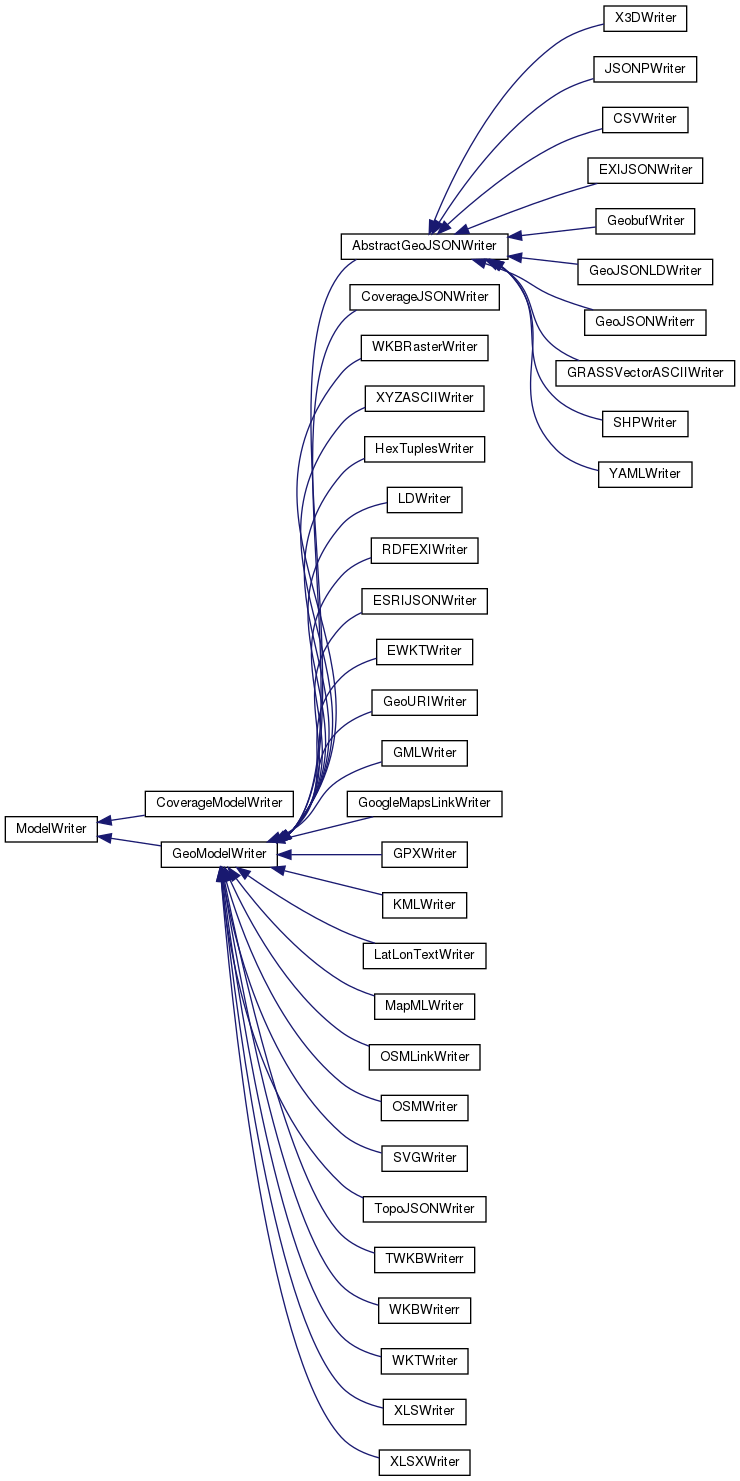 X3DWriter
JSONPWriter
CSVWriter
EXIJSONWriter
GeobufWriter
AbstractGeoJSONWriter
GeoJSONLDWriter
CoverageJSONWriter
GeoJSONWriterr
WKBRasterWriter
GRASSVectorASCIIWriter
XYZASCIIWriter
SHPWriter
HexTuplesWriter
YAMLWriter
LDWriter
RDFEXIWriter
ESRIJSONWriter
EWKTWriter
GeoURIWriter
GMLWriter
CoverageModelWriter
GoogleMapsLinkWriter
ModelWriter
GeoModelWriter
GPXWriter
KMLWriter
LatLonTextWriter
MapMLWriter
OSMLinkWriter
OSMWriter
SVGWriter
TopoJSONWriter
TWKBWriterr
WKBWriterr
WKTWriter
XLSWriter
XLSXWriter